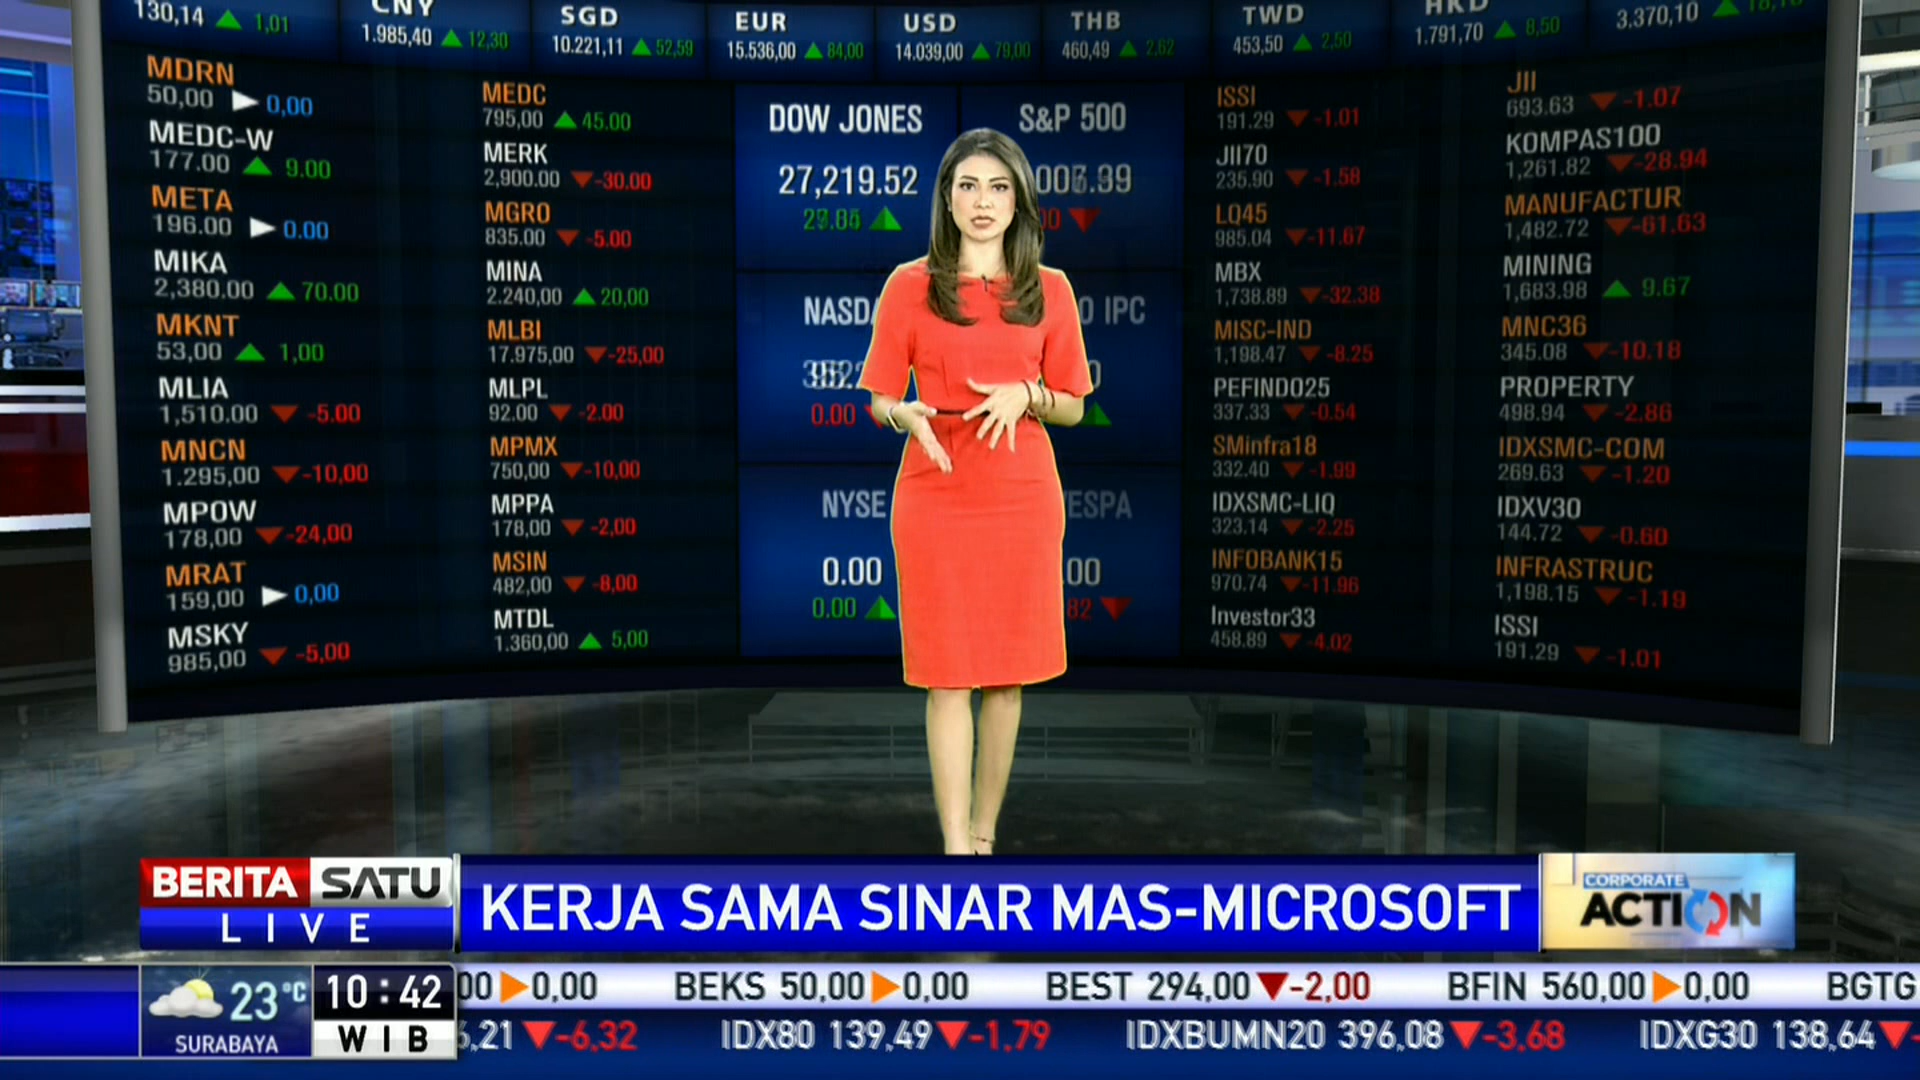 130,14 ▲ 1,01
CNY
1.985,40 ▲ 12,30
SGD
10.221,11 ▲ 52,59
EUR
15.536,00 ▲ 84,00
USD
14.039,00 ▲ 79,00
THB
460,49 ▲ 2,62
TWD
453,50 ▲ 2,50
HKD
1.791,70 ▲ 8,50
3.370,10 ▲
MDRN
50,00 ▶ 0,00
MEDC-W
177.00 ▲ 9.00
META
196.00 ▶ 0.00
MIKA
2,380.00 ▲ 70.00
MKNT
53,00 ▲ 1,00
MLIA
1,510.00 ▼ -5.00
MNCN
1.295,00 ▼ -10,00
MPOW
178,00 ▼ -24,00
MRAT
159,00 ▶ 0,00
MSKY
985,00 ▼ -5,00
MEDC
795,00 ▲ 45.00
MERK
2,900.00 ▼ -30.00
MGRO
835.00 ▼ -5.00
MINA
2.240,00 ▲ 20,00
MLBI
17.975,00 ▼ -25,00
MLPL
92.00 ▼ -2.00
MPMX
750,00 ▼ -10,00
MPPA
178,00 ▼ -2,00
MSIN
482,00 ▼ -8,00
MTDL
1.360,00 ▲ 5,00
DOW JONES
27,219.52
▲
S&P 500
▼
NASDA
0.00 ▼
IPC
▲
NYSE
0.00
0.00 ▲
ESPA
.00
82 ▼
ISSI
191.29 ▼ -1.01
JII70
235.90 ▼ -1.58
LQ45
985.04 ▼ -11.67
MBX
1,738.89 ▼ -32.38
MISC-IND
1,198.47 ▼ -8.25
PEFINDO25
337.33 ▼ -0.54
SMinfra18
332.40 ▼ -1.99
IDXSMC-LIQ
323.14 ▼ -2.25
INFOBANK15
970.74 ▼ -11.96
Investor33
458.89 ▼ -4.02
JII
693.63 ▼ -1.07
KOMPAS100
1,261.82 ▼ -28.94
MANUFACTUR
1,482.72 ▼ -61.63
MINING
1,683.98 ▲ 9.67
MNC36
345.08 ▼ -10.18
PROPERTY
498.94 ▼ -2.86
IDXSMC-COM
269.63 ▼ -1.20
IDXV30
144.72 ▼ -0.60
INFRASTRUC
1,198.15 ▼ -1.19
ISSI
191.29 ▼ -1.01
BERITA SATU
LIVE
KERJA SAMA SINAR MAS-MICROSOFT
CORPORATE
ACTION
23°C
SURABAYA
10:42
WIB
00 ▶ 0,00 BEKS 50,00 ▶ 0,00 BEST 294,00 ▼ -2,00 BFIN 560,00 ▶ 0,00 BGTG
6,21 ▼ -6,32 IDX80 139,49 ▼ -1,79 IDXBUMN20 396,08 ▼ -3,68 IDXG30 138,64 ▼ -